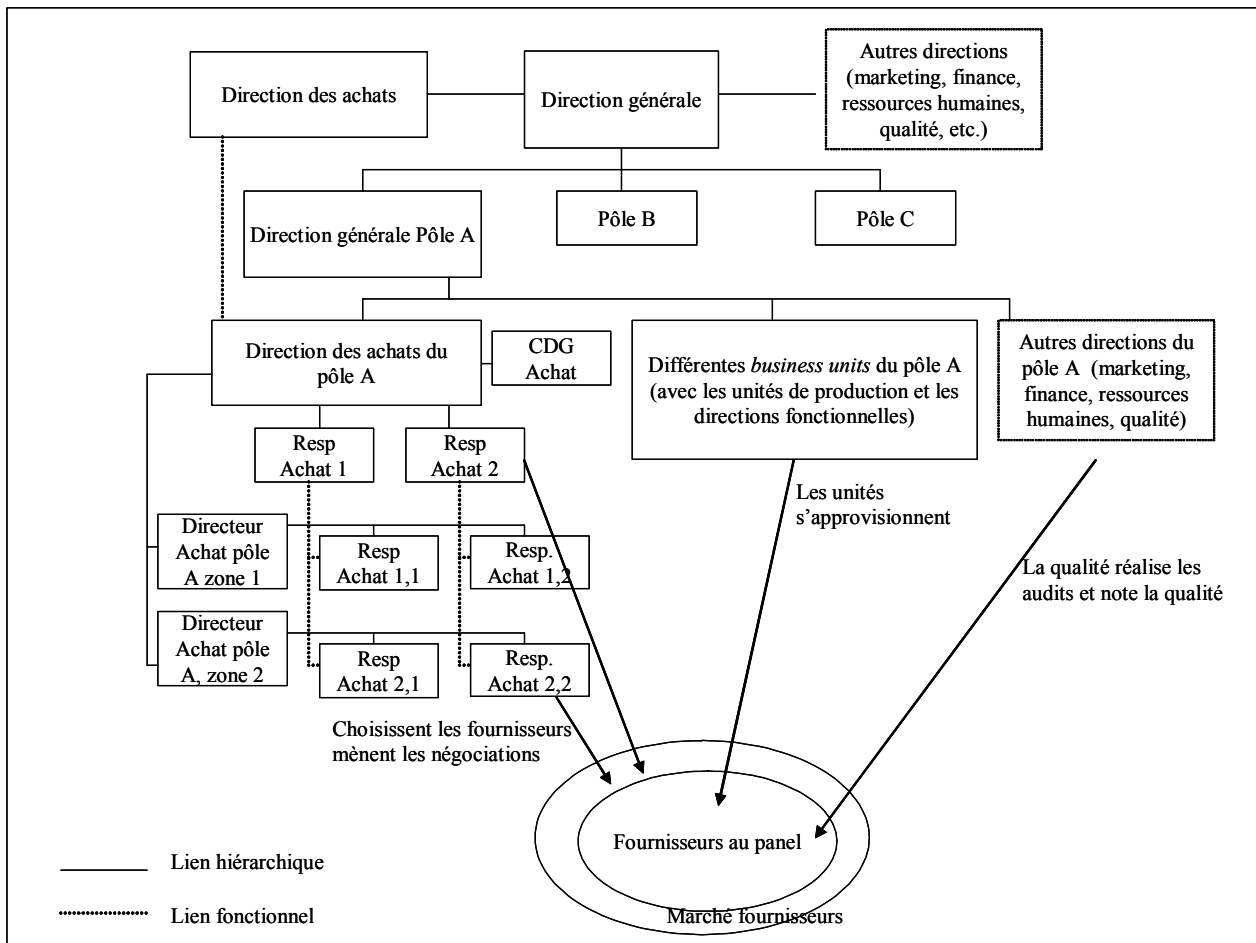 Direction des achats
Direction générale
Autres directions
(marketing, finance,
ressources humaines,
qualité, etc.)
Direction générale Pôle A
Pôle B
Pôle C
Direction des achats du
pôle A
CDG
Achat
Différentes business units du pôle A
(avec les unités de production et les
directions fonctionnelles)
Autres directions du
pôle A (marketing,
finance, ressources
humaines, qualité)
Resp
Achat 1
Resp
Achat 2
Les unités
s'approvisionnent
Directeur
Achat pôle
A zone 1
Resp
Achat 1,1
Resp.
Achat 1,2
La qualité réalise les
audits et note la qualité
Directeur
Achat pôle
A, zone 2
Resp
Achat 2,1
Resp.
Achat 2,2
Choisissent les fournisseurs
mènent les négociations
Fournisseurs au panel
Lien hiérarchique
Lien fonctionnel
Marché fournisseurs